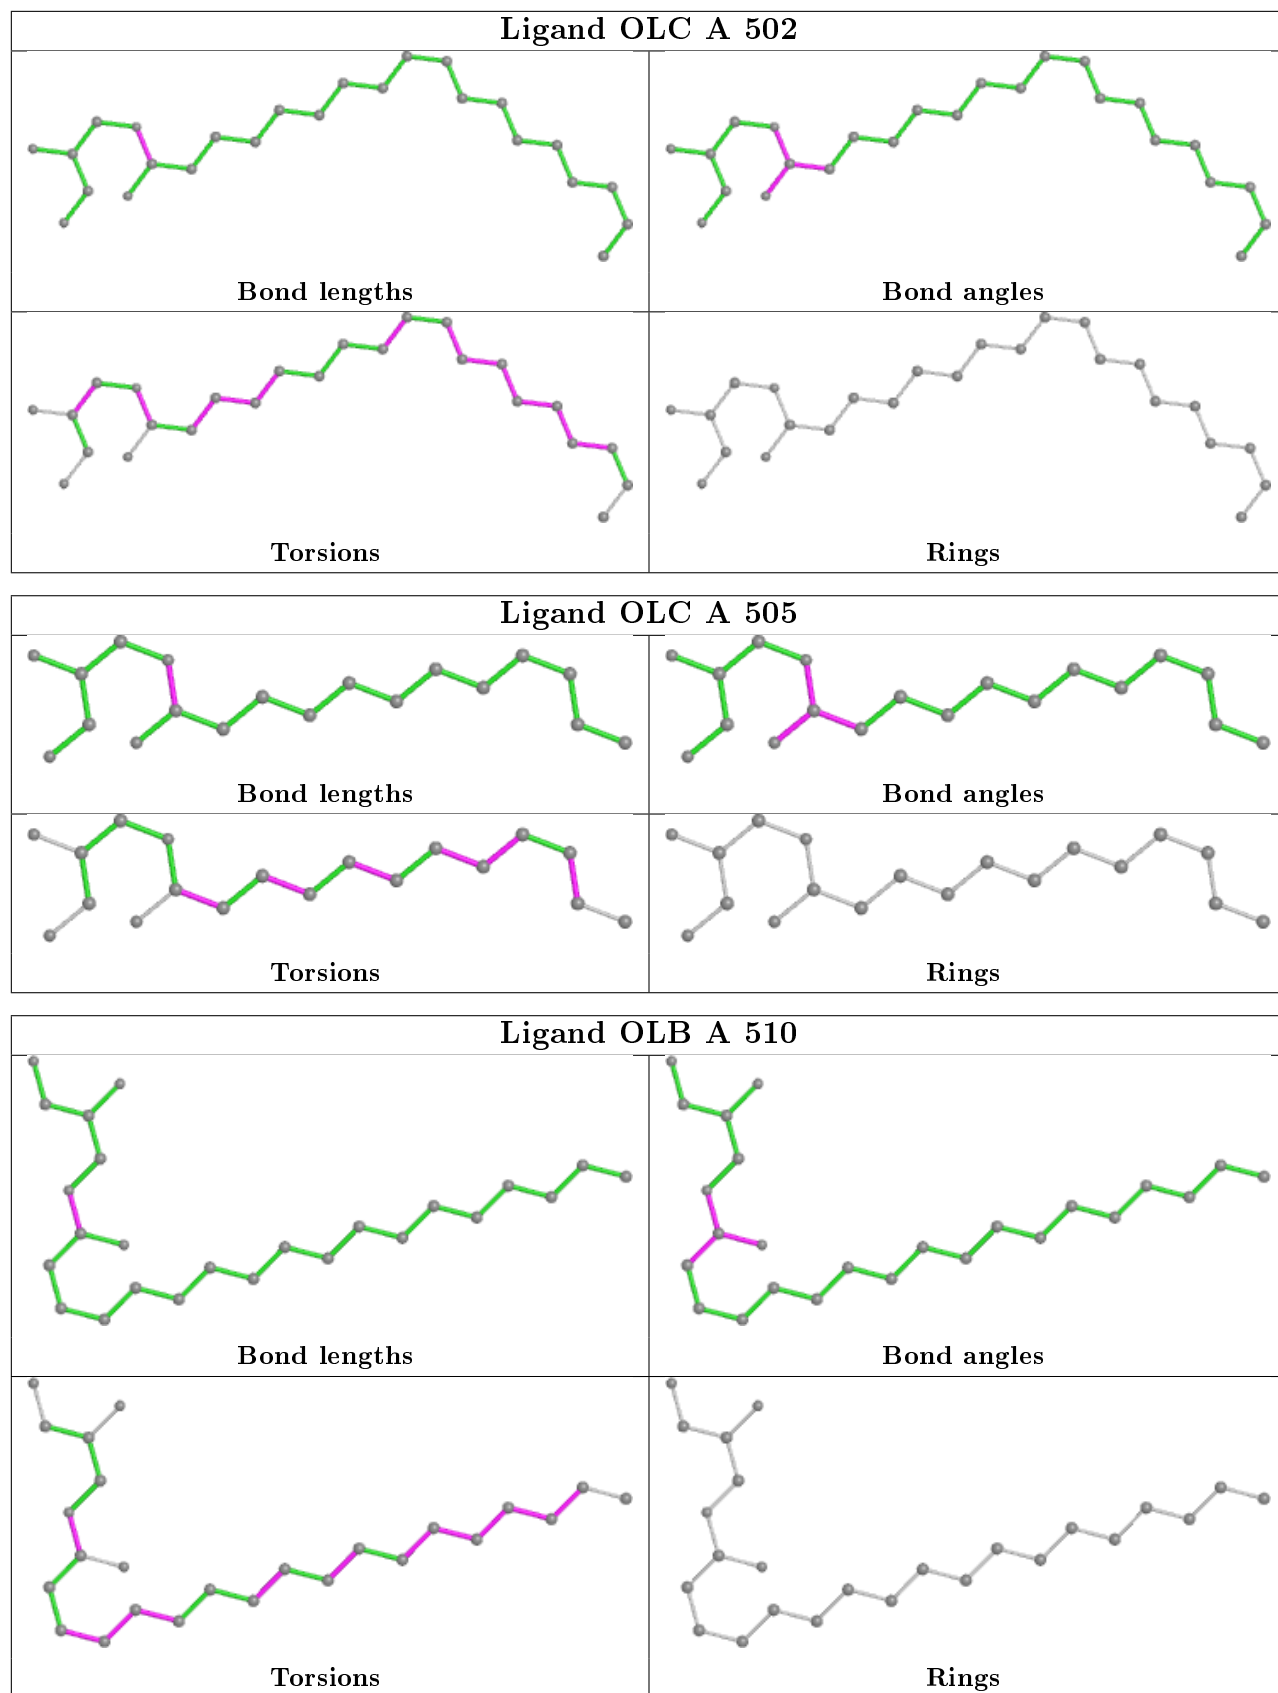 Ligand OLC A 502
Bond lengths
Bond angles
Torsions
Rings
Ligand OLC A 505
Bond lengths
Bond angles
Torsions
Rings
Ligand OLB A 510
Bond lengths
Bond angles
Torsions
Rings